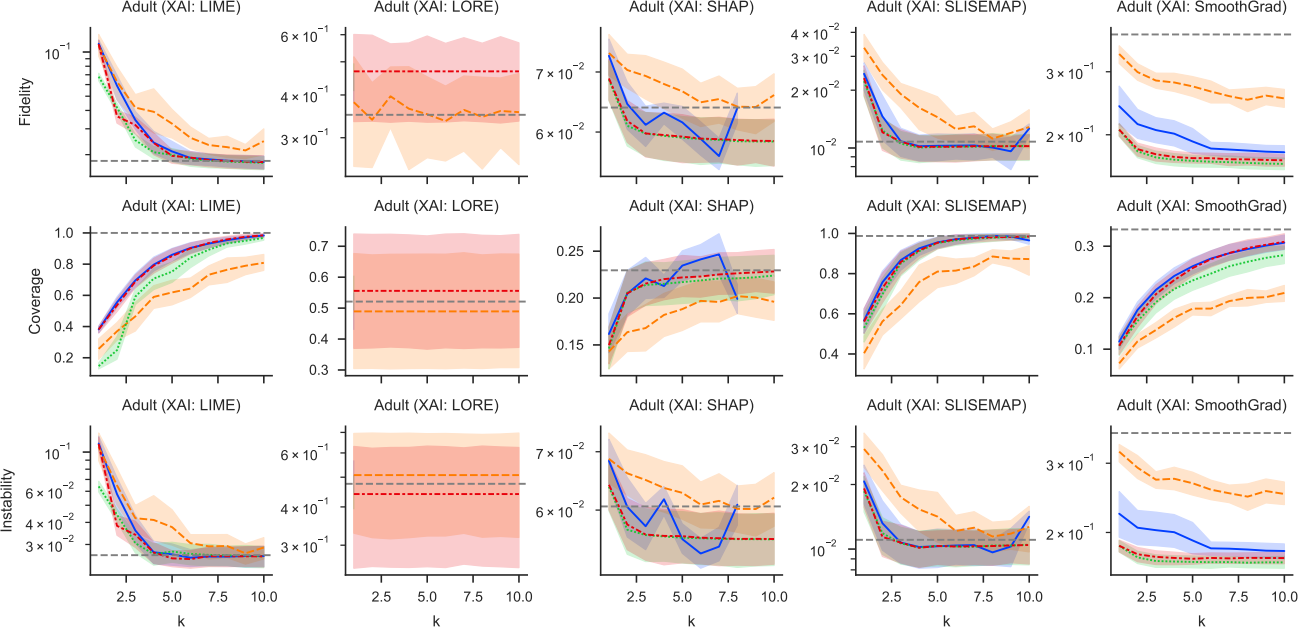 Adult (XAI: LIME)
Adult (XAI: LORE)
Adult (XAI: SHAP)
Adult (XAI: SLISEMAP)
Adult (XAI: SmoothGrad)
Fidelity
10⁻¹
6 × 10⁻¹
4 × 10⁻¹
3 × 10⁻¹
7 × 10⁻²
6 × 10⁻²
4 × 10⁻²
3 × 10⁻²
2 × 10⁻²
10⁻²
3 × 10⁻¹
2 × 10⁻¹
Adult (XAI: LIME)
Adult (XAI: LORE)
Adult (XAI: SHAP)
Adult (XAI: SLISEMAP)
Adult (XAI: SmoothGrad)
Coverage
1.0
0.8
0.6
0.4
0.2
0.7
0.6
0.5
0.4
0.3
0.25
0.20
0.15
1.0
0.8
0.6
0.4
0.3
0.2
0.1
Adult (XAI: LIME)
Adult (XAI: LORE)
Adult (XAI: SHAP)
Adult (XAI: SLISEMAP)
Adult (XAI: SmoothGrad)
Instability
10⁻¹
6 × 10⁻²
4 × 10⁻²
3 × 10⁻²
6 × 10⁻¹
4 × 10⁻¹
3 × 10⁻¹
7 × 10⁻²
6 × 10⁻²
3 × 10⁻²
2 × 10⁻²
10⁻²
3 × 10⁻¹
2 × 10⁻¹
2.5 5.0 7.5 10.0
2.5 5.0 7.5 10.0
2.5 5.0 7.5 10.0
2.5 5.0 7.5 10.0
2.5 5.0 7.5 10.0
k
k
k
k
k